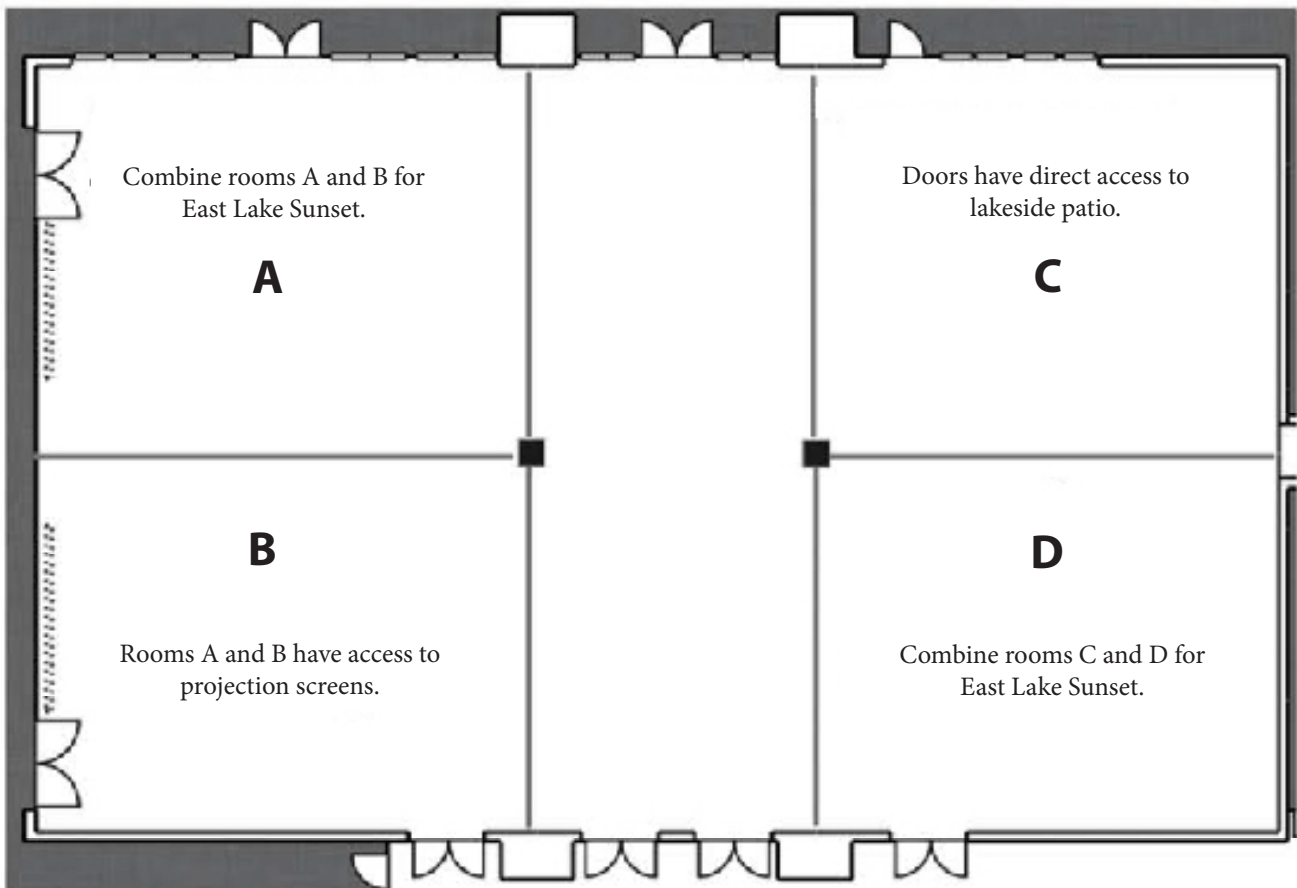 Combine rooms A and B for
East Lake Sunset.
A
Doors have direct access to
lakeside patio.
C
B
Rooms A and B have access to
projection screens.
D
Combine rooms C and D for
East Lake Sunset.